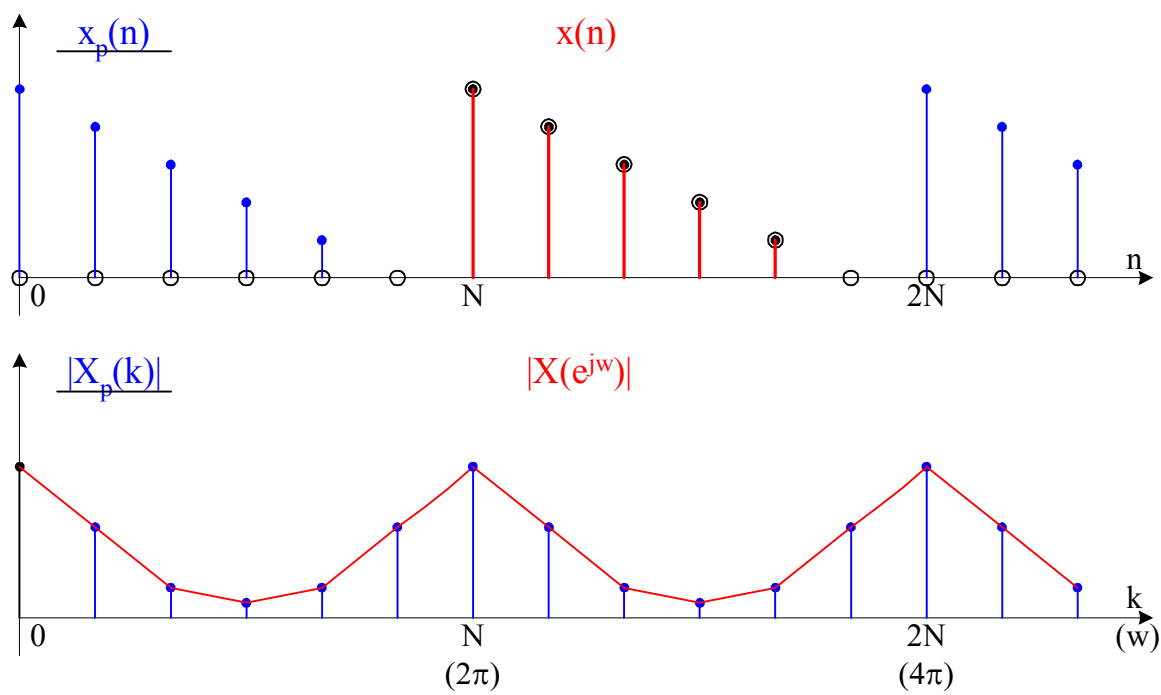 xₚ(n) x(n)
n
0 N 2N
|Xₚ(k)| |X(eʲʷ)|
k
0 N 2N (w)
(2π) (4π)